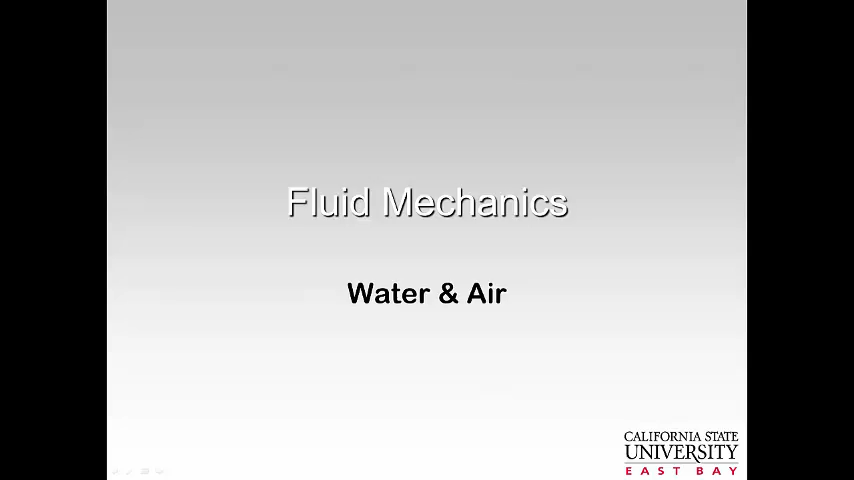 Fluid Mechanics
Water & Air
CALIFORNIA STATE
UNIVERSITY
EAST BAY